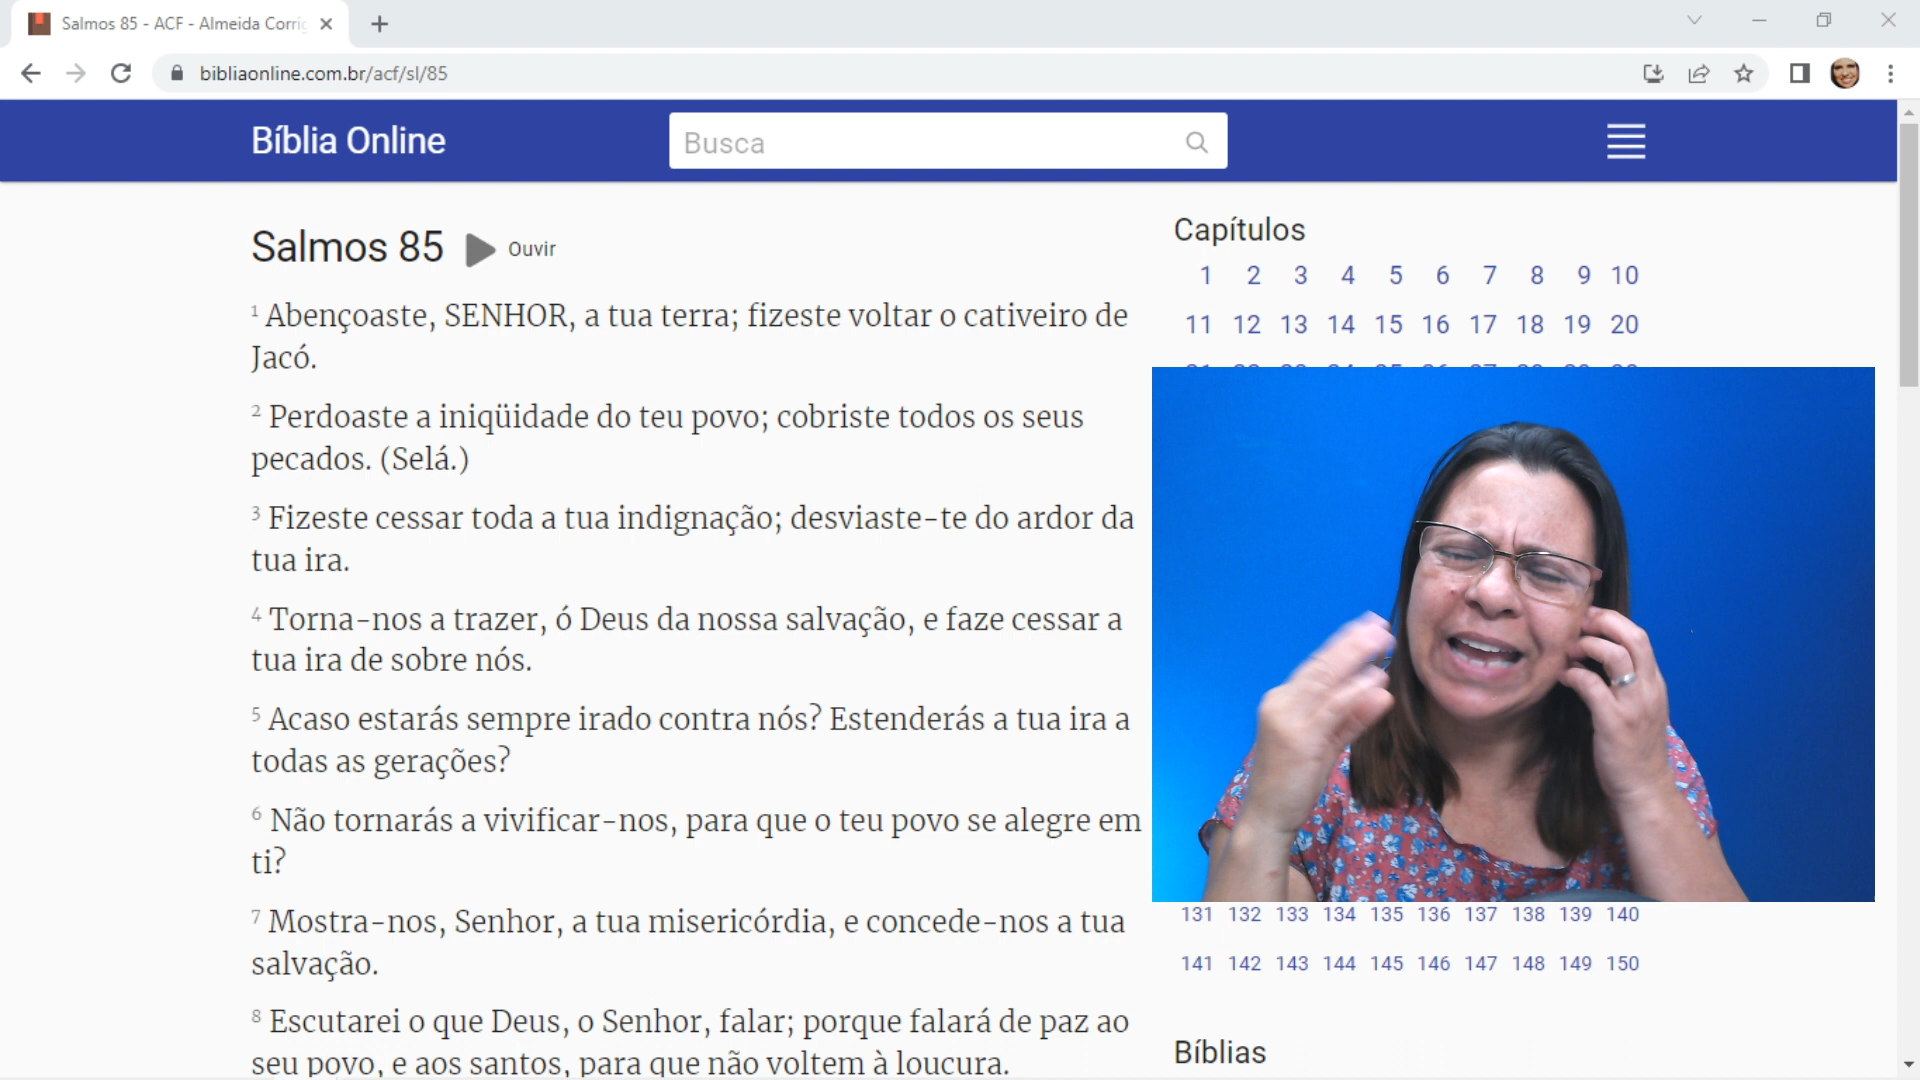 Salmos 85 - ACF - Almeida Corrig
bibliaonline.com.br/acf/sl/85
Bíblia Online
Busca
Salmos 85
Ouvir
1 Abençoaste, SENHOR, a tua terra; fizeste voltar o cativeiro de
Jacó.
2 Perdoaste a iniqüidade do teu povo; cobriste todos os seus
pecados. (Selá.)
3 Fizeste cessar toda a tua indignação; desviaste-te do ardor da
tua ira.
4 Torna-nos a trazer, ó Deus da nossa salvação, e faze cessar a
tua ira de sobre nós.
5 Acaso estarás sempre irado contra nós? Estenderás a tua ira a
todas as gerações?
6 Não tornarás a vivificar-nos, para que o teu povo se alegre em
ti?
7 Mostra-nos, Senhor, a tua misericórdia, e concede-nos a tua
salvação.
8 Escutarei o que Deus, o Senhor, falar; porque falará de paz ao
seu povo, e aos santos, para que não voltem à loucura.
Capítulos
1 2 3 4 5 6 7 8 9 10
11 12 13 14 15 16 17 18 19 20
131 132 133 134 135 136 137 138 139 140
141 142 143 144 145 146 147 148 149 150
Bíblias